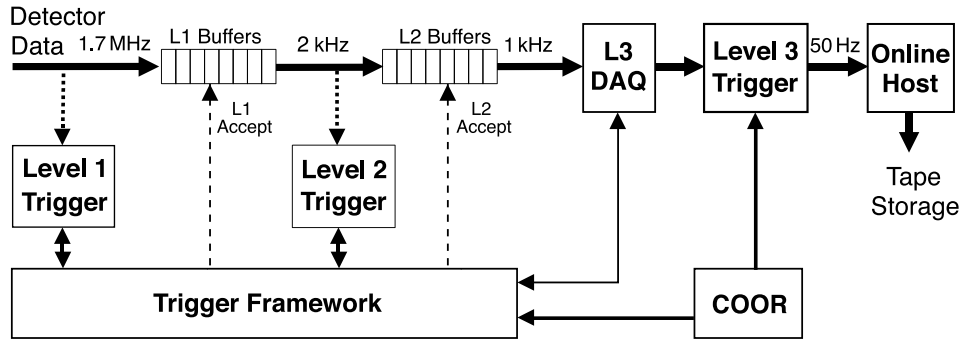 Detector
Data
1.7 MHz
L1 Buffers
2 kHz
L2 Buffers
1 kHz
L3
DAQ
Level 3
Trigger
50 Hz
Online
Host
L1
Accept
L2
Accept
Level 1
Trigger
Level 2
Trigger
Tape
Storage
Trigger Framework
COOR